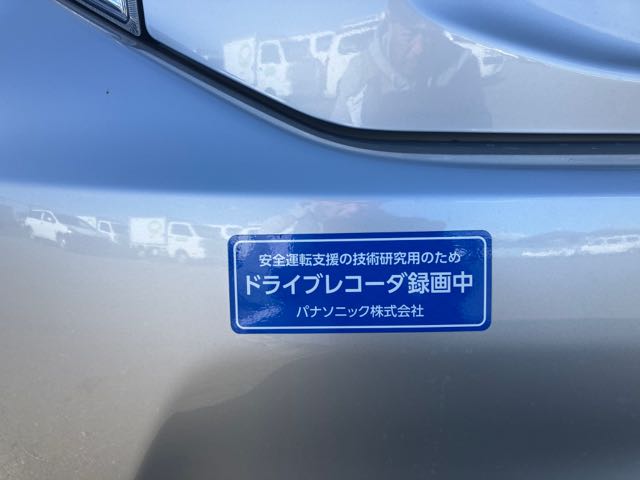 安全運転支援の技術研究用のため
ドライブレコーダ録画中
パナソニック株式会社